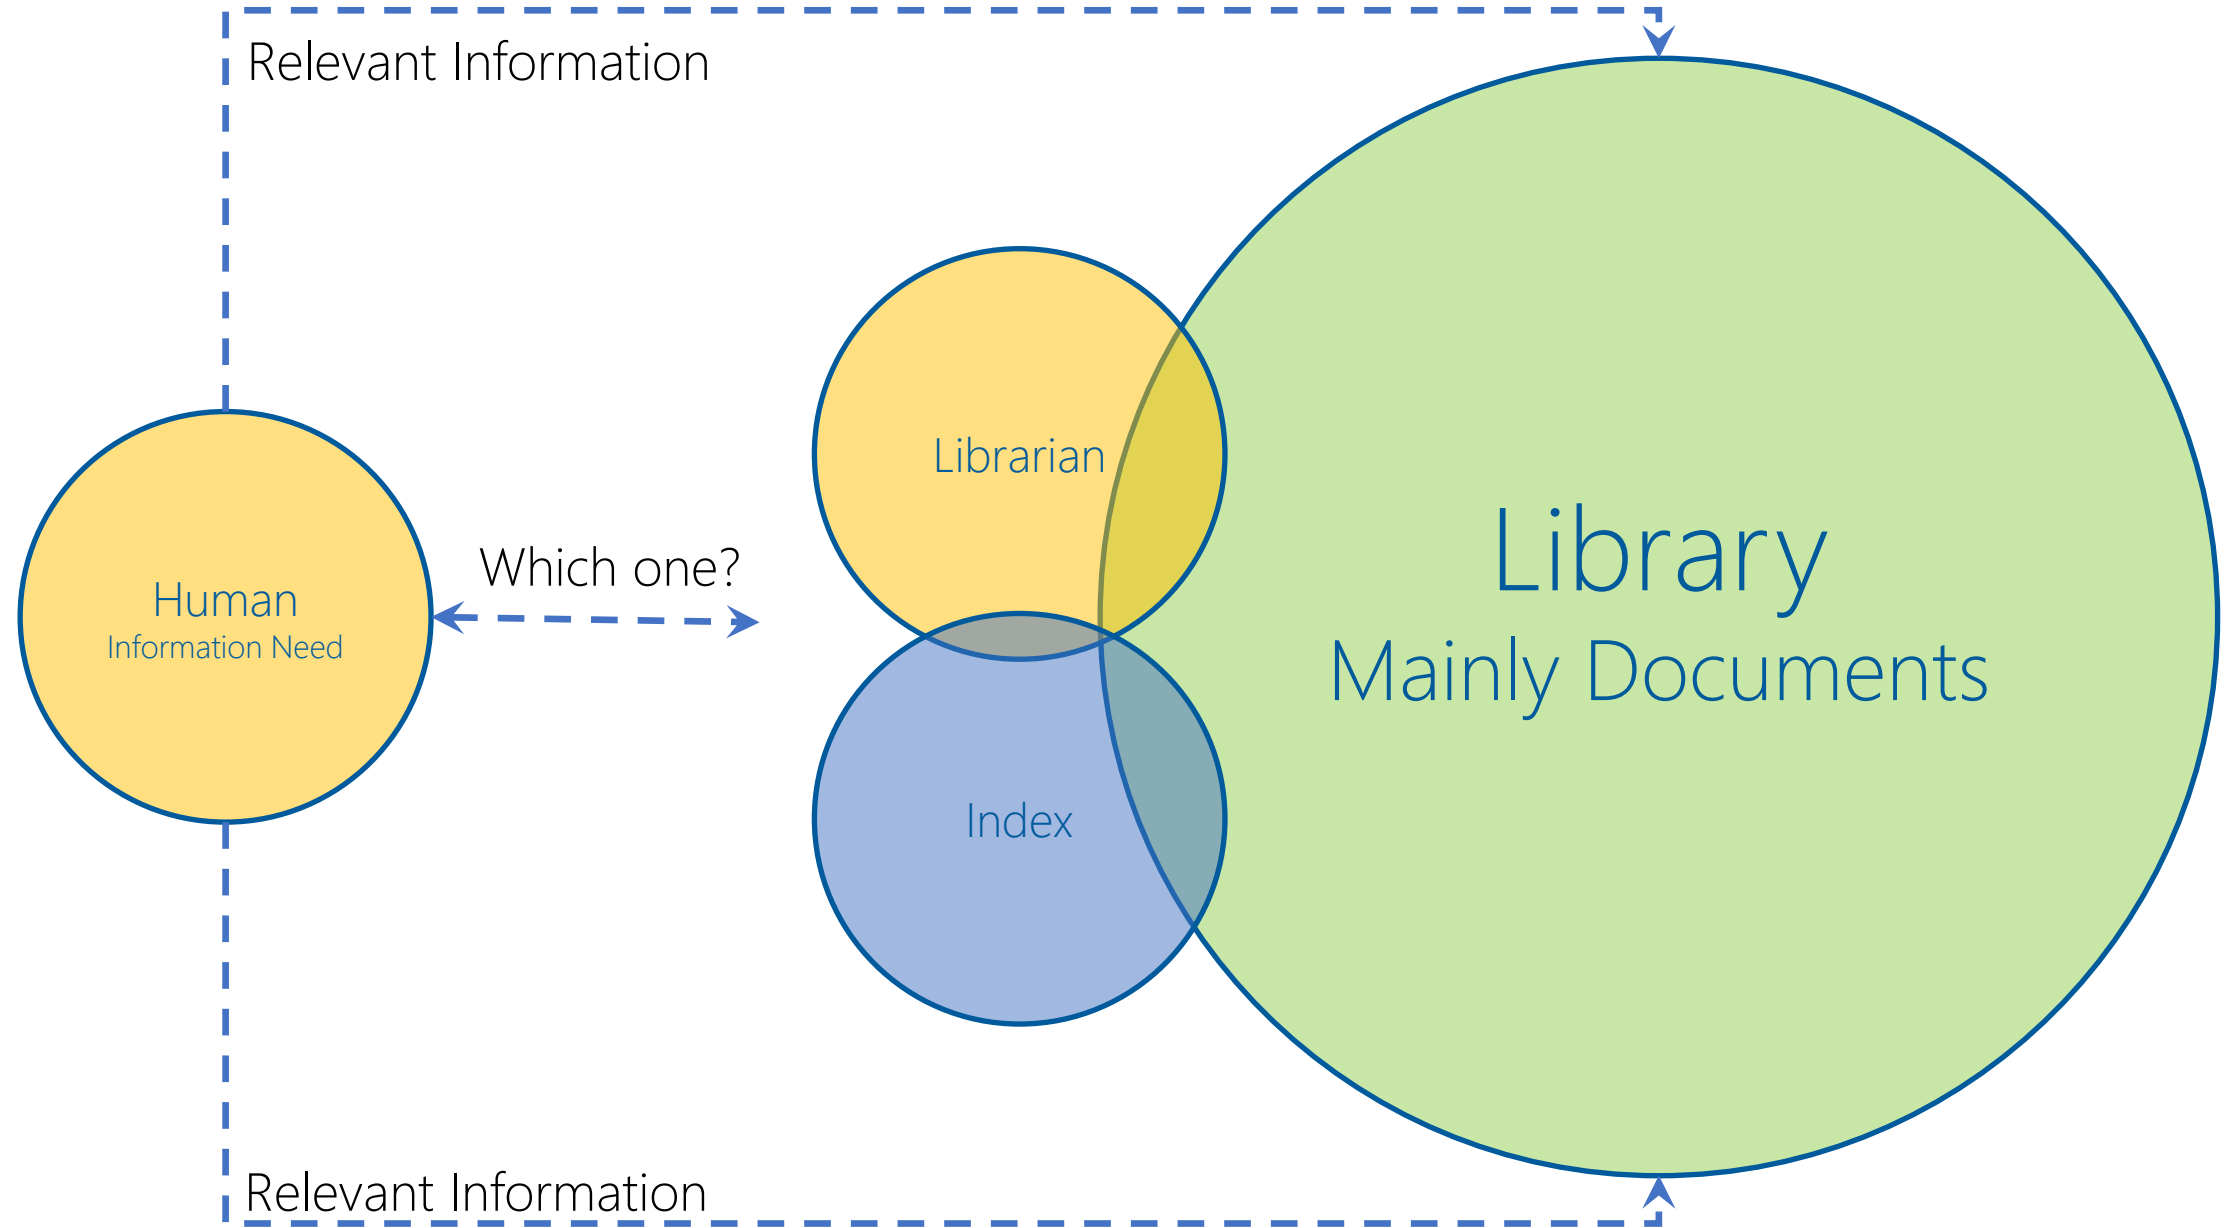 Relevant Information
Librarian
Which one?
Human
Information Need
Library
Mainly Documents
Index
Relevant Information